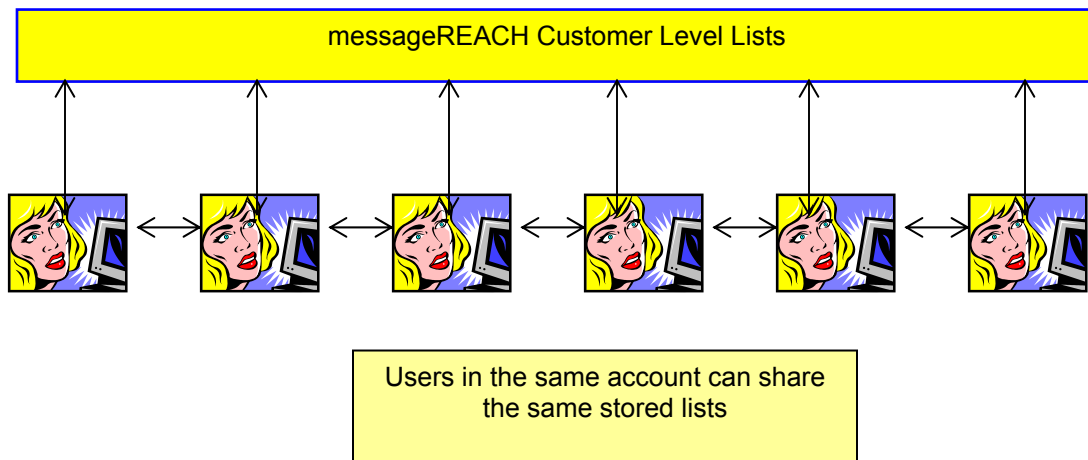 messageREACH Customer Level Lists
Users in the same account can share
the same stored lists